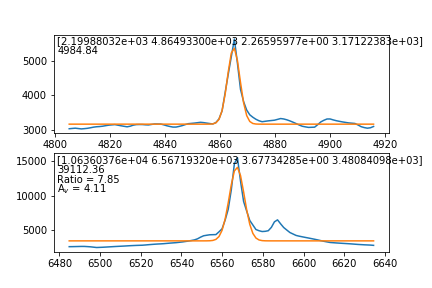 [2.19988032e+03 4.86493300e+03 2.26595977e+00 3.17122383e+03]
4984.84
5000
4000
3000
4800 4820 4840 4860 4880 4900 4920
[1.06360376e+04 6.56719320e+03 3.67734285e+00 3.48084098e+03]
39112.36
Ratio = 7.85
Aᵥ = 4.11
15000
10000
5000
6480 6500 6520 6540 6560 6580 6600 6620 6640